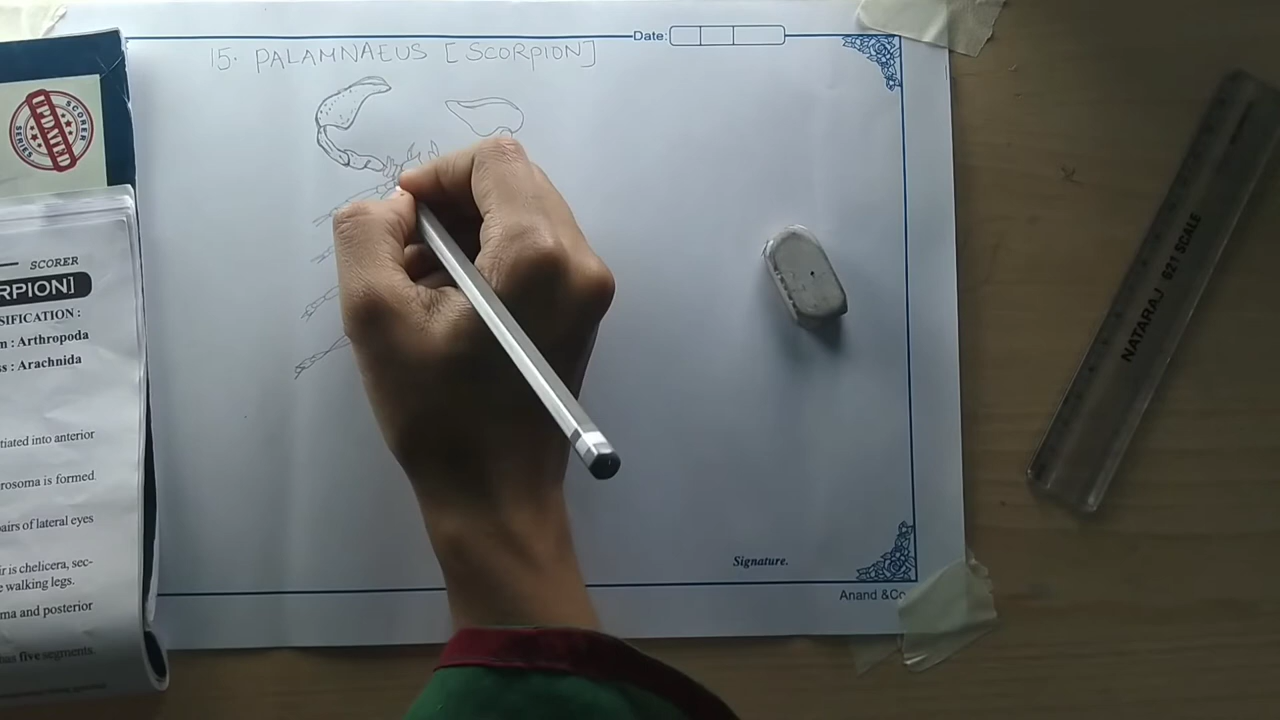 Date:
15. PALAMNAEUS [SCORPION]
UPDATED
SCORER
SERIES
SCORER
RPION]
SIFICATION :
n : Arthropoda
ss : Arachnida
tiated into anterior
rosoma is formed.
airs of lateral eyes
ir is chelicera, sec-
e walking legs.
ma and posterior
has five segments.
NATARAJ 621 SCALE
Signature.
Anand &Co.